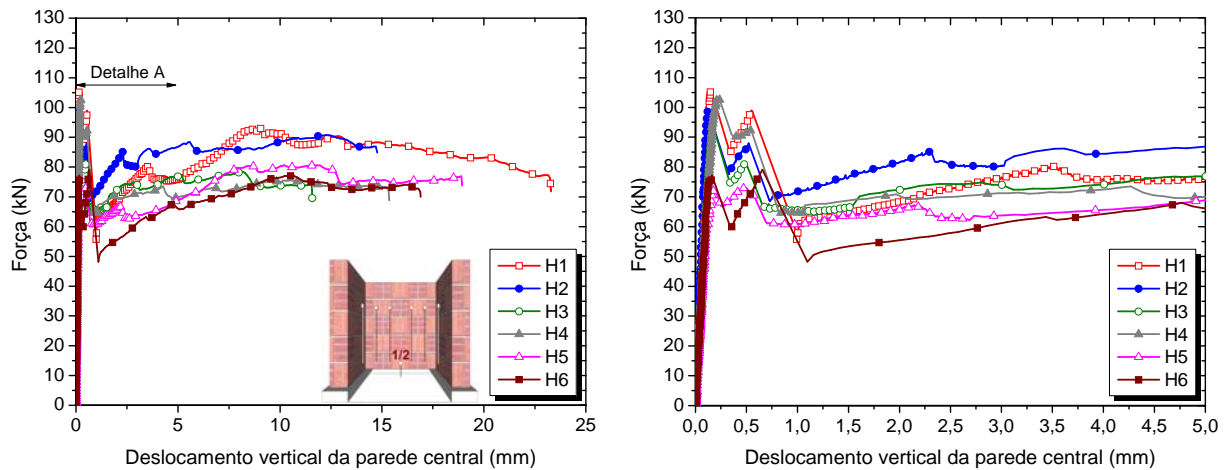 130
120
110
100
90
80
70
60
50
40
30
20
10
0
Força (kN)
Detalhe A
1/2
H1
H2
H3
H4
H5
H6
0 5 10 15 20 25
Deslocamento vertical da parede central (mm)
130
120
110
100
90
80
70
60
50
40
30
20
10
0
Força (kN)
H1
H2
H3
H4
H5
H6
0,0 0,5 1,0 1,5 2,0 2,5 3,0 3,5 4,0 4,5 5,0
Deslocamento vertical da parede central (mm)